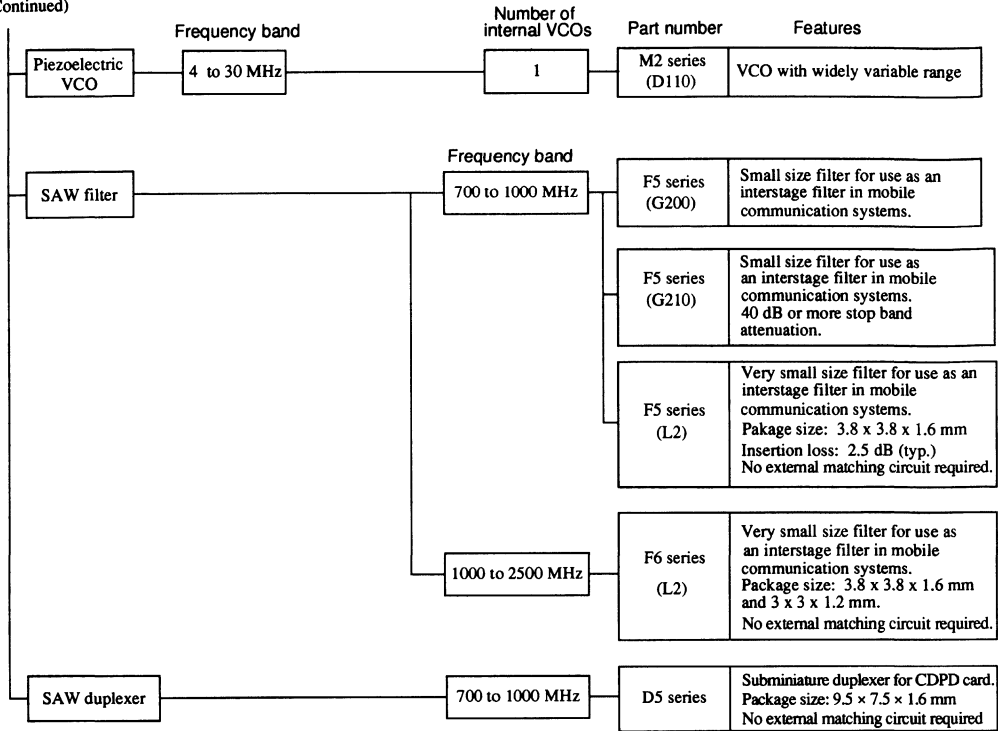 ontinued)
Frequency band
Number of
internal VCOs
Part number
Features
Piezoelectric
VCO
4 to 30 MHz
1
M2 series
(D110)
VCO with widely variable range
Frequency band
SAW filter
700 to 1000 MHz
F5 series
(G200)
Small size filter for use as an
interstage filter in mobile
communication systems.
F5 series
(G210)
Small size filter for use as
an interstage filter in mobile
communication systems.
40 dB or more stop band
attenuation.
F5 series
(L2)
Very small size filter for use as an
interstage filter in mobile
communication systems.
Pakage size: 3.8 x 3.8 x 1.6 mm
Insertion loss: 2.5 dB (typ.)
No external matching circuit required.
1000 to 2500 MHz
F6 series
(L2)
Very small size filter for use as
an interstage filter in mobile
communication systems.
Package size: 3.8 x 3.8 x 1.6 mm
and 3 x 3 x 1.2 mm.
No external matching circuit required.
SAW duplexer
700 to 1000 MHz
D5 series
Subminiature duplexer for CDPD card.
Package size: 9.5 × 7.5 × 1.6 mm
No external matching circuit required